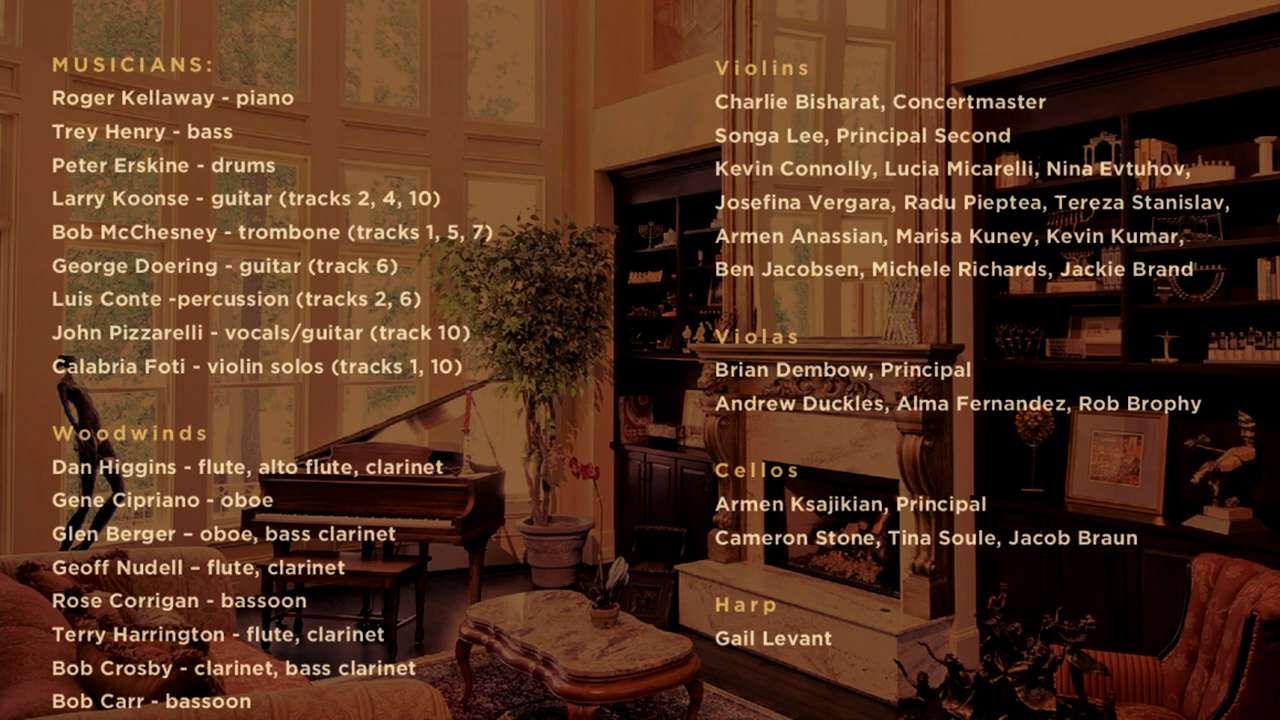 MUSICIANS:
Roger Kellaway - piano
Trey Henry - bass
Peter Erskine - drums
Larry Koonse - guitar (tracks 2, 4, 10)
Bob McChesney - trombone (tracks 1, 5, 7)
George Doering - guitar (track 6)
Luis Conte -percussion (tracks 2, 6)
John Pizzarelli - vocals/guitar (track 10)
Calabria Foti - violin solos (tracks 1, 10)
Woodwinds
Dan Higgins - flute, alto flute, clarinet
Gene Cipriano - oboe
Glen Berger – oboe, bass clarinet
Geoff Nudell – flute, clarinet
Rose Corrigan - bassoon
Terry Harrington - flute, clarinet
Bob Crosby - clarinet, bass clarinet
Bob Carr - bassoon
Violins
Charlie Bisharat, Concertmaster
Songa Lee, Principal Second
Kevin Connolly, Lucia Micarelli, Nina Evtuhov,
Josefina Vergara, Radu Pieptea, Tereza Stanislav,
Armen Anassian, Marisa Kuney, Kevin Kumar,
Ben Jacobsen, Michele Richards, Jackie Brand
Violas
Brian Dembow, Principal
Andrew Duckles, Alma Fernandez, Rob Brophy
Cellos
Armen Ksajikian, Principal
Cameron Stone, Tina Soule, Jacob Braun
Harp
Gail Levant